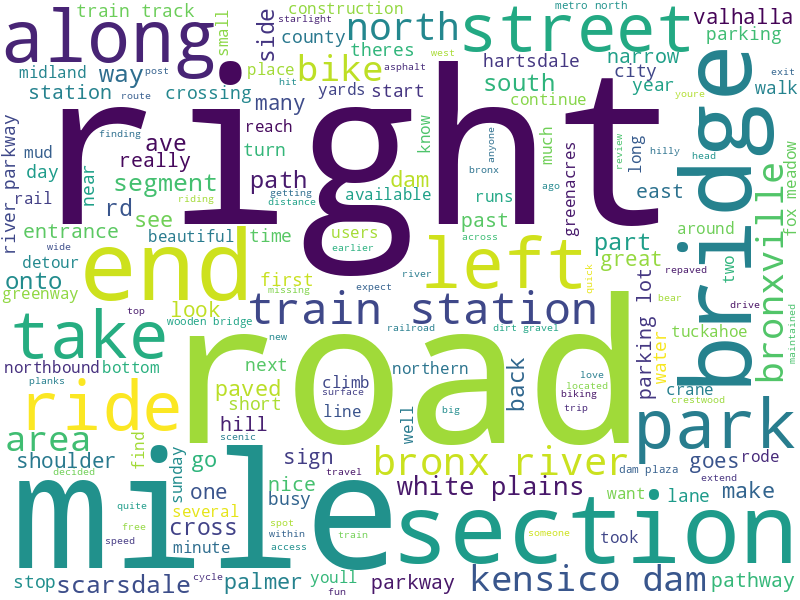 train track
construction
metro north
valhalla
along
small
side
starlight
county
north
street
parking
theres
hartsdale
narrow
midland
way
post
place
bike
west
asphalt
city
exit
station
crossing
many
yards
start
south
year
walk
route
hit
continue
youre
river parkway
finding
ave
right
reach
know
bridge
mud
really
turn
much
anyone
long
review
hilly
head
day
near
segment
path
dam
bronx
ago
greenacres
east
fox meadow
rail
rd
see
getting
distance
riding
available
runs
entrance
users
past
part
around
wide
beautiful
time
earlier
across
great
bronxville
onto
detour
end
first
missing
expect
river
left
quick
two
repaved
greenway
top
look
train station
bear
drive
maintained
take
wooden bridge
new
railroad
dirt gravel
parking lot
water
tuckahoe
northbound
bottom
road
next
northern
back
love
crane
planks
ride
paved
climb
surface
located
biking
crestwood
short
line
big
trip
park
area
hill
well
find
scenic
sign
shoulder
go
bronx river
dam plaza
goes
rode
decided
sunday
travel
nice
extend
mile
one
busy
white plains
want
lane
make
quite
several
free
cross
spot
section
someone
speed
minute
within
access
train
took
stop
scarsdale
cycle
palmer
youll
fun
parkway
kensico dam
pathway